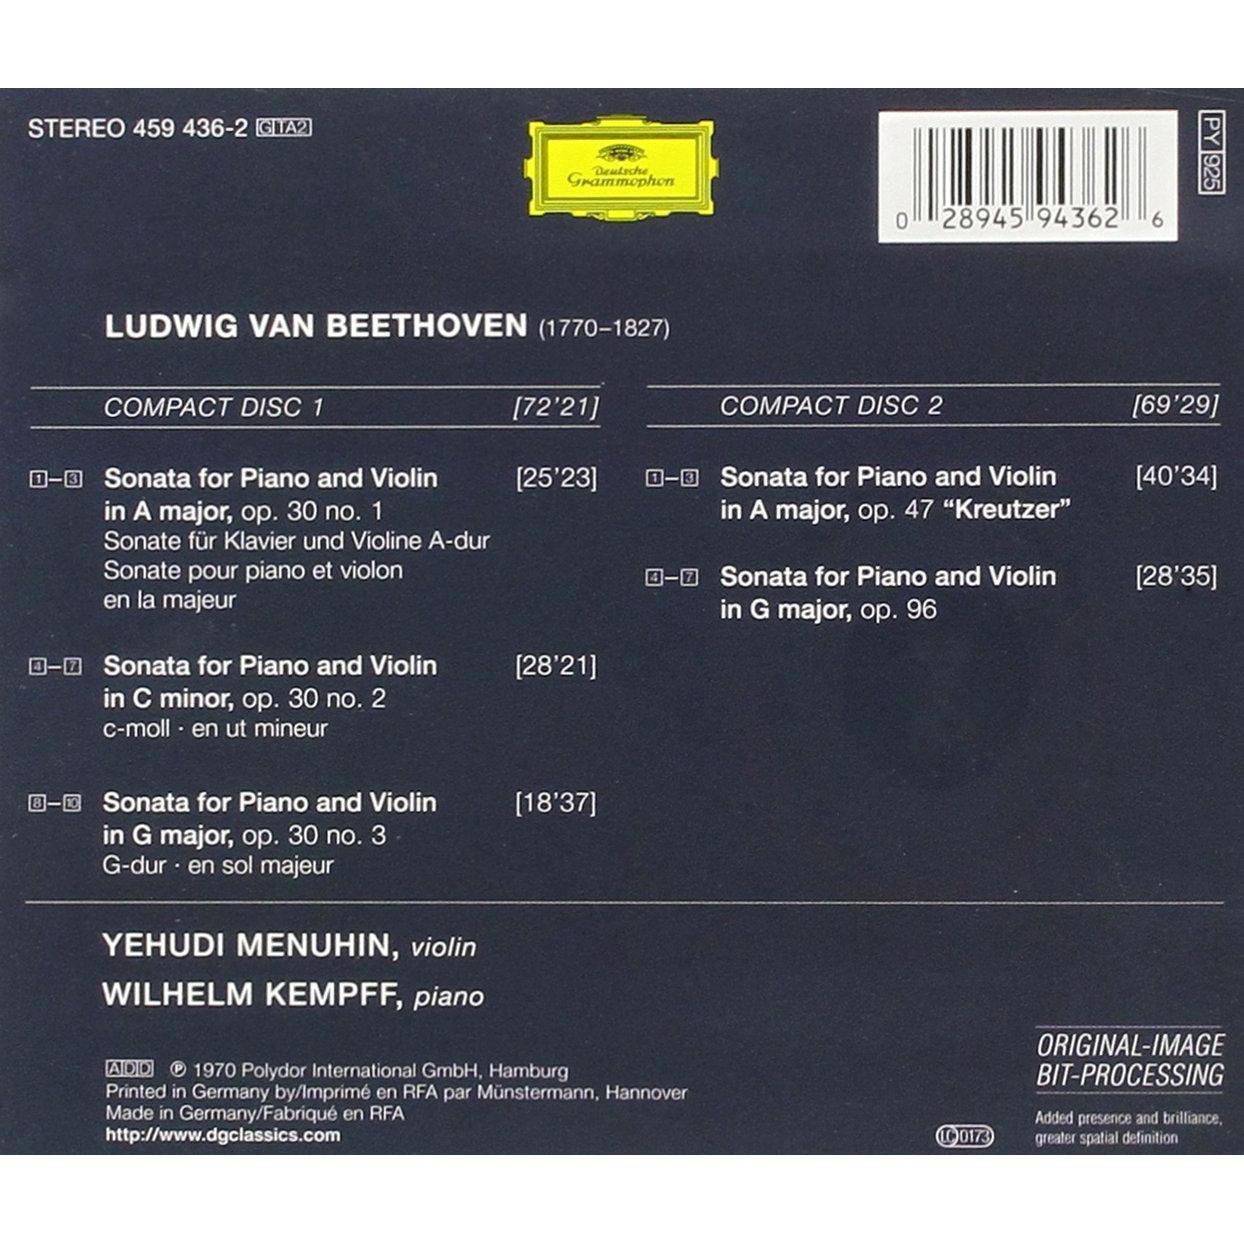 STEREO 459 436-2 GTA2
Deutsche
Grammophon
0 28945 94362 6
PY 925
LUDWIG VAN BEETHOVEN (1770–1827)
COMPACT DISC 1 [72’21]
1–3 Sonata for Piano and Violin [25’23]
in A major, op. 30 no. 1
Sonate für Klavier und Violine A-dur
Sonate pour piano et violon
en la majeur
4–7 Sonata for Piano and Violin [28’21]
in C minor, op. 30 no. 2
c-moll · en ut mineur
8–10 Sonata for Piano and Violin [18’37]
in G major, op. 30 no. 3
G-dur · en sol majeur
COMPACT DISC 2 [69’29]
1–3 Sonata for Piano and Violin [40’34]
in A major, op. 47 “Kreutzer”
4–7 Sonata for Piano and Violin [28’35]
in G major, op. 96
YEHUDI MENUHIN, violin
WILHELM KEMPFF, piano
ADD ℗ 1970 Polydor International GmbH, Hamburg
Printed in Germany by/Imprimé en RFA par Münstermann, Hannover
Made in Germany/Fabriqué en RFA
http://www.dgclassics.com
LC 0173
ORIGINAL-IMAGE
BIT-PROCESSING
Added presence and brilliance,
greater spatial definition